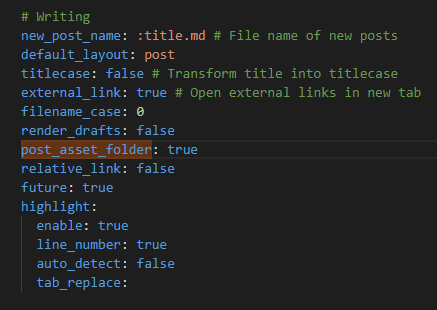 # Writing
new_post_name: :title.md # File name of new posts
default_layout: post
titlecase: false # Transform title into titlecase
external_link: true # Open external links in new tab
filename_case: 0
render_drafts: false
post_asset_folder: true
relative_link: false
future: true
highlight:
  enable: true
  line_number: true
  auto_detect: false
  tab_replace: